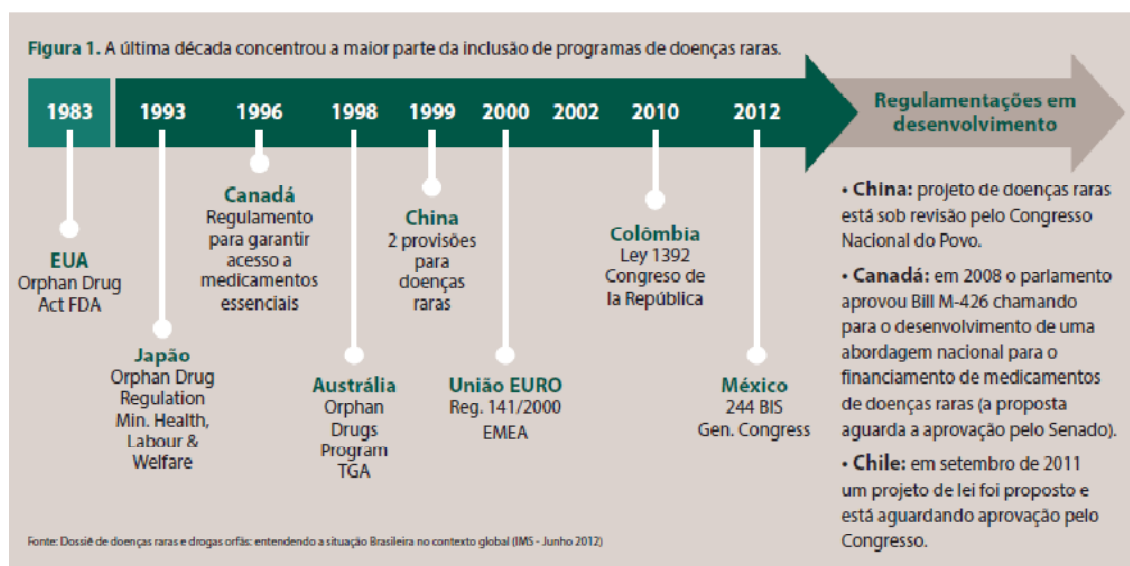 Figura 1. A última década concentrou a maior parte da inclusão de programas de doenças raras.
1983
1993
1996
1998
1999
2000
2002
2010
2012
EUA
Orphan Drug
Act FDA
Japão
Orphan Drug
Regulation
Min. Health,
Labour &
Welfare
Canadá
Regulamento
para garantir
acesso a
medicamentos
essenciais
Austrália
Orphan
Drugs
Program
TGA
China
2 provisões
para
doenças
raras
União EURO
Reg. 141/2000
EMEA
Colômbia
Ley 1392
Congreso de
la República
México
244 BIS
Gen. Congress
Regulamentações em
desenvolvimento
• China: projeto de doenças raras
está sob revisão pelo Congresso
Nacional do Povo.
• Canadá: em 2008 o parlamento
aprovou Bill M-426 chamando
para o desenvolvimento de uma
abordagem nacional para o
financiamento de medicamentos
de doenças raras (a proposta
aguarda a aprovação pelo Senado).
• Chile: em setembro de 2011
um projeto de lei foi proposto e
está aguardando aprovação pelo
Congresso.
Fonte: Dossiê de doenças raras e drogas orfãs: entendendo a situação Brasileira no contexto global (IMS - Junho 2012)